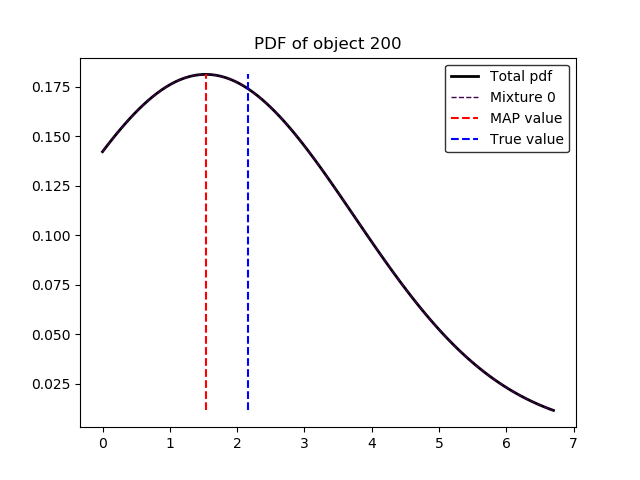 PDF of object 200
Total pdf
Mixture 0
MAP value
True value
0.175
0.150
0.125
0.100
0.075
0.050
0.025
0 1 2 3 4 5 6 7